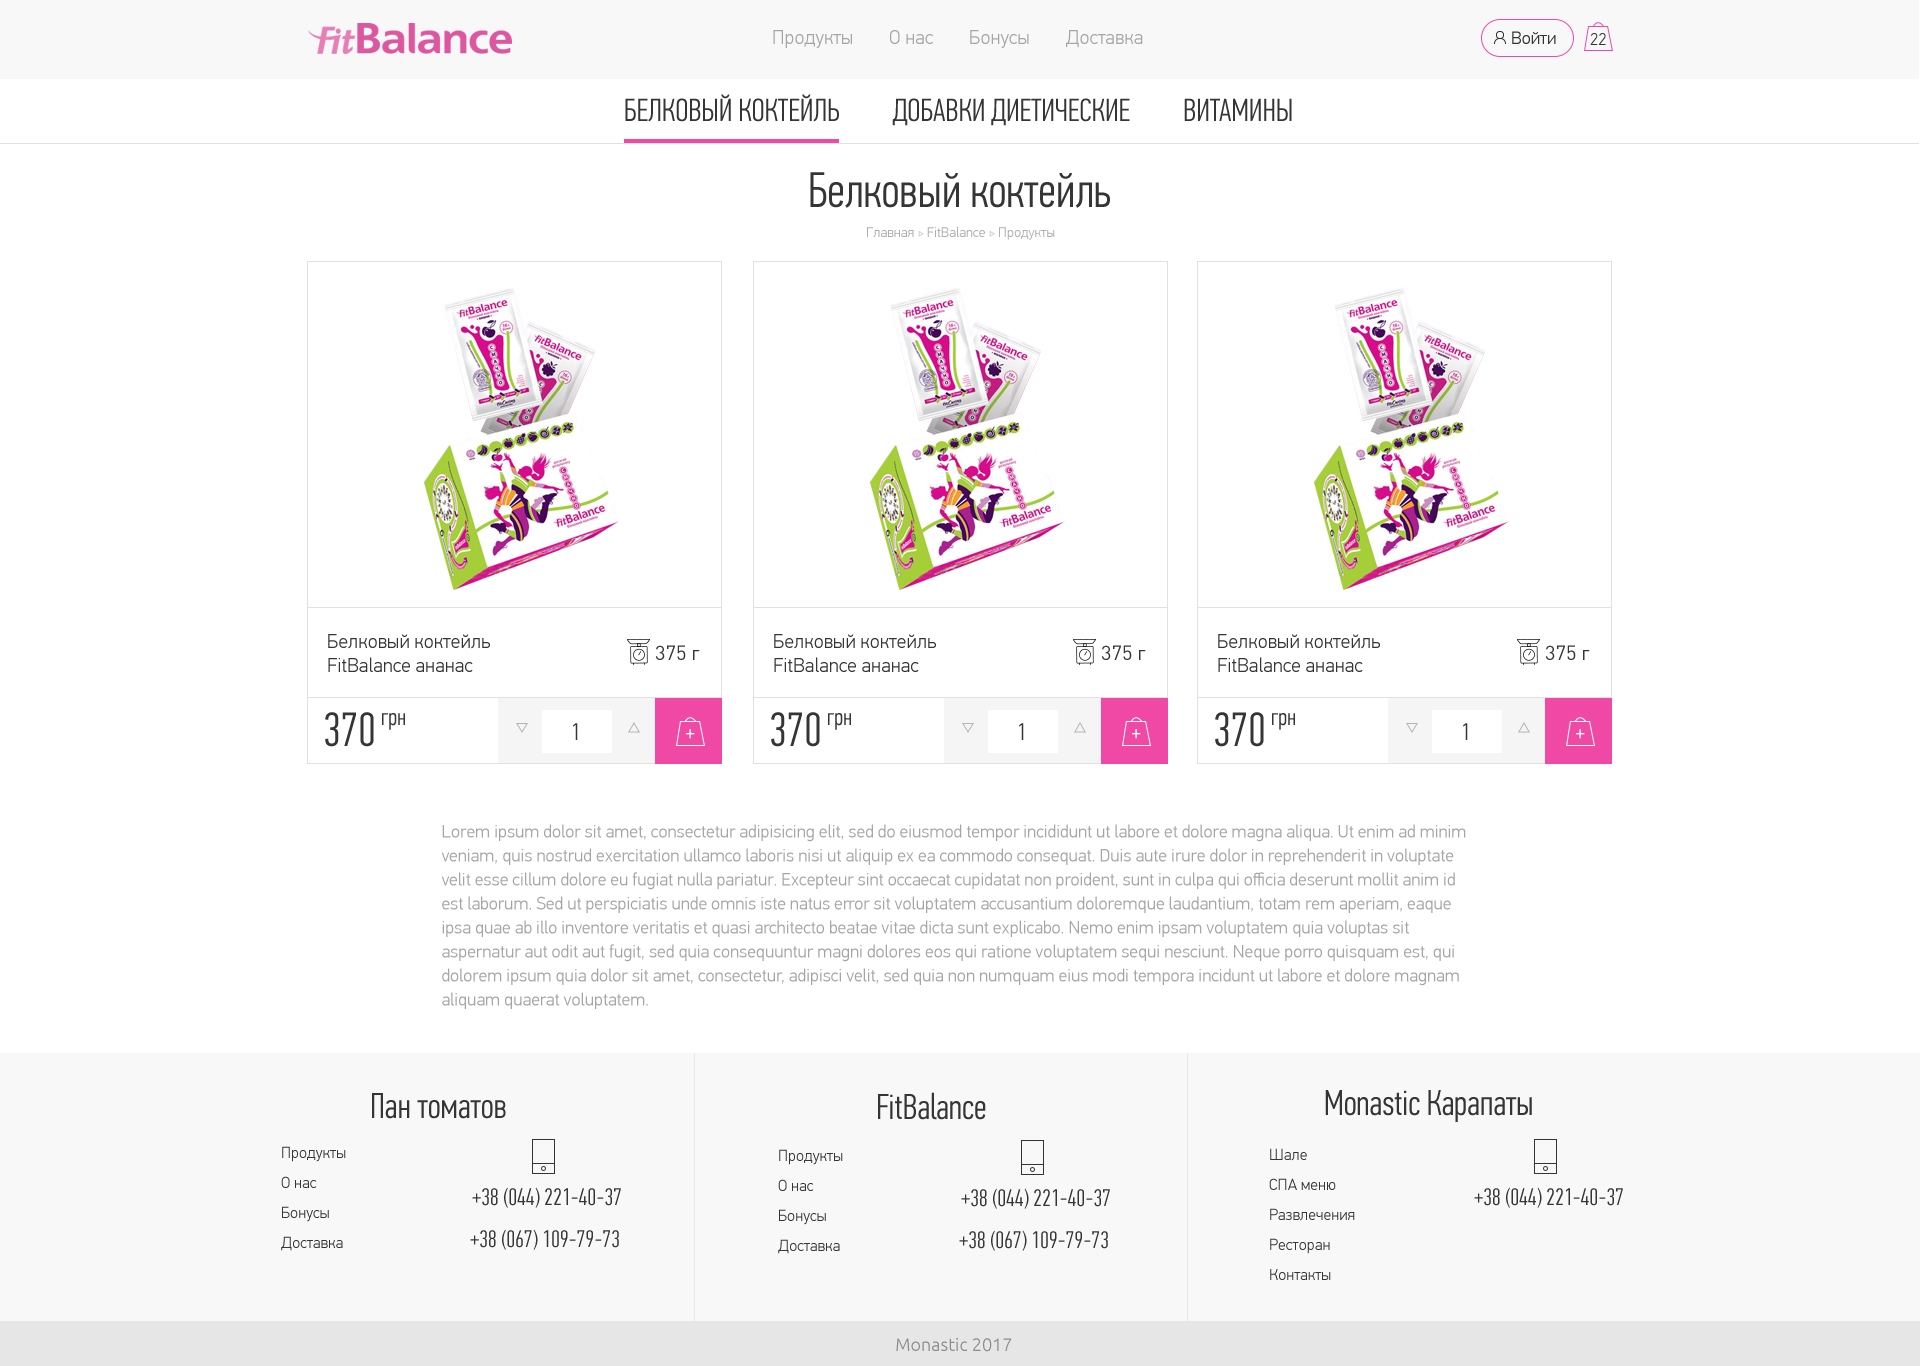 fitBalance
Продукты О нас Бонусы Доставка
Войти 22
БЕЛКОВЫЙ КОКТЕЙЛЬ ДОБАВКИ ДИЕТИЧЕСКИЕ ВИТАМИНЫ
Белковый коктейль
Главная ▹ FitBalance ▹ Продукты
fitBalance
fitBalance
fitBalance
fitBalance
fitBalance
fitBalance
fitBalance
fitBalance
fitBalance
Белковый коктейль
FitBalance ананас
375 г
370 грн 1
Белковый коктейль
FitBalance ананас
375 г
370 грн 1
Белковый коктейль
FitBalance ананас
375 г
370 грн 1
Lorem ipsum dolor sit amet, consectetur adipisicing elit, sed do eiusmod tempor incididunt ut labore et dolore magna aliqua. Ut enim ad minim
veniam, quis nostrud exercitation ullamco laboris nisi ut aliquip ex ea commodo consequat. Duis aute irure dolor in reprehenderit in voluptate
velit esse cillum dolore eu fugiat nulla pariatur. Excepteur sint occaecat cupidatat non proident, sunt in culpa qui officia deserunt mollit anim id
est laborum. Sed ut perspiciatis unde omnis iste natus error sit voluptatem accusantium doloremque laudantium, totam rem aperiam, eaque
ipsa quae ab illo inventore veritatis et quasi architecto beatae vitae dicta sunt explicabo. Nemo enim ipsam voluptatem quia voluptas sit
aspernatur aut odit aut fugit, sed quia consequuntur magni dolores eos qui ratione voluptatem sequi nesciunt. Neque porro quisquam est, qui
dolorem ipsum quia dolor sit amet, consectetur, adipisci velit, sed quia non numquam eius modi tempora incidunt ut labore et dolore magnam
aliquam quaerat voluptatem.
Пан томатов
Продукты
О нас
Бонусы
Доставка
+38 (044) 221-40-37
+38 (067) 109-79-73
FitBalance
Продукты
О нас
Бонусы
Доставка
+38 (044) 221-40-37
+38 (067) 109-79-73
Monastic Карапаты
Шале
СПА меню
Развлечения
Ресторан
Контакты
+38 (044) 221-40-37
Monastic 2017